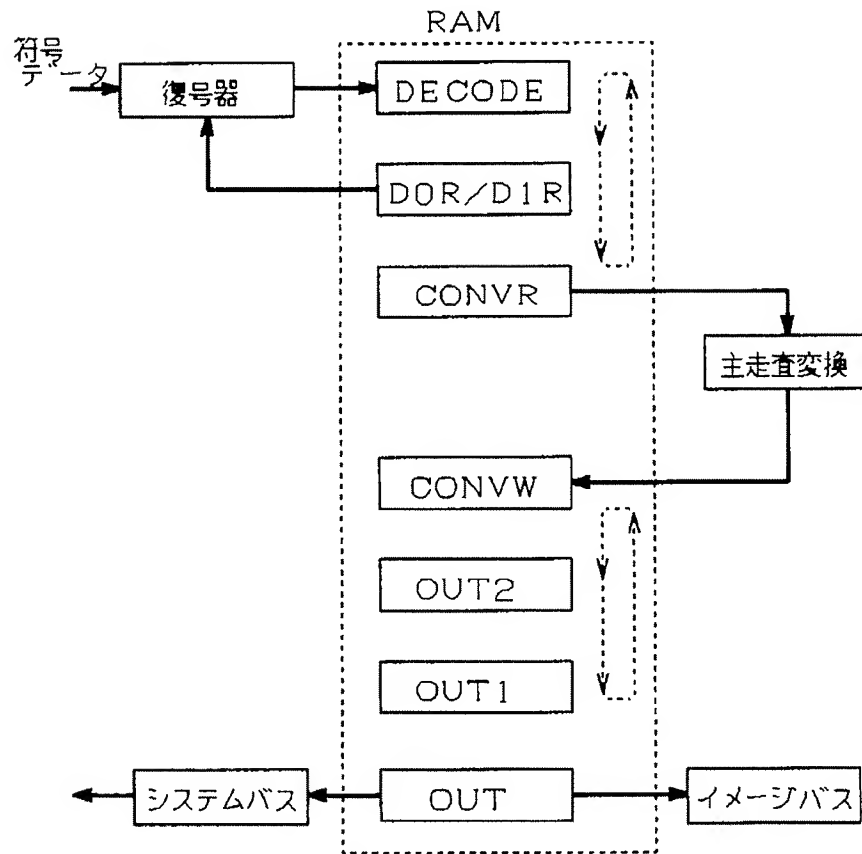 RAM
符号
データ
復号器
DECODE
D0R/D1R
CONVR
主走査変換
CONVW
OUT2
OUT1
システムバス
OUT
イメージバス